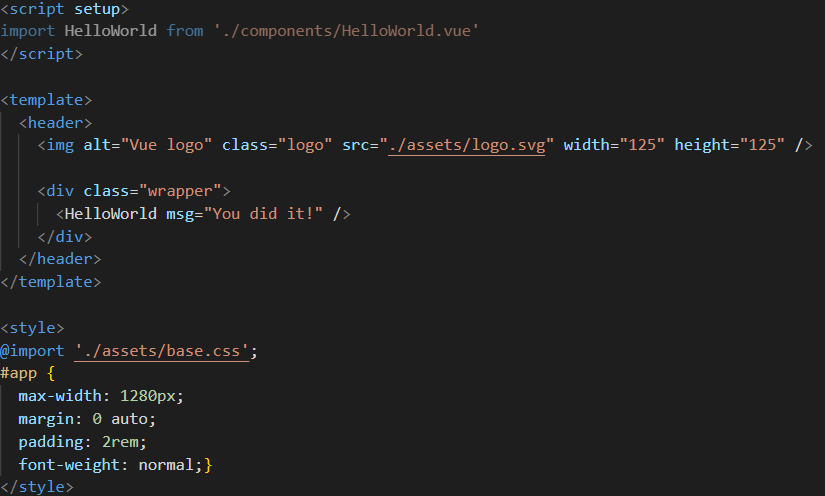 <script setup>
import HelloWorld from './components/HelloWorld.vue'
</script>
<template>
<header>
<img alt="Vue logo" class="logo" src="./assets/logo.svg" width="125" height="125" />
<div class="wrapper">
<HelloWorld msg="You did it!" />
</div>
</header>
</template>
<style>
@import './assets/base.css';
#app {
max-width: 1280px;
margin: 0 auto;
padding: 2rem;
font-weight: normal;}
</style>